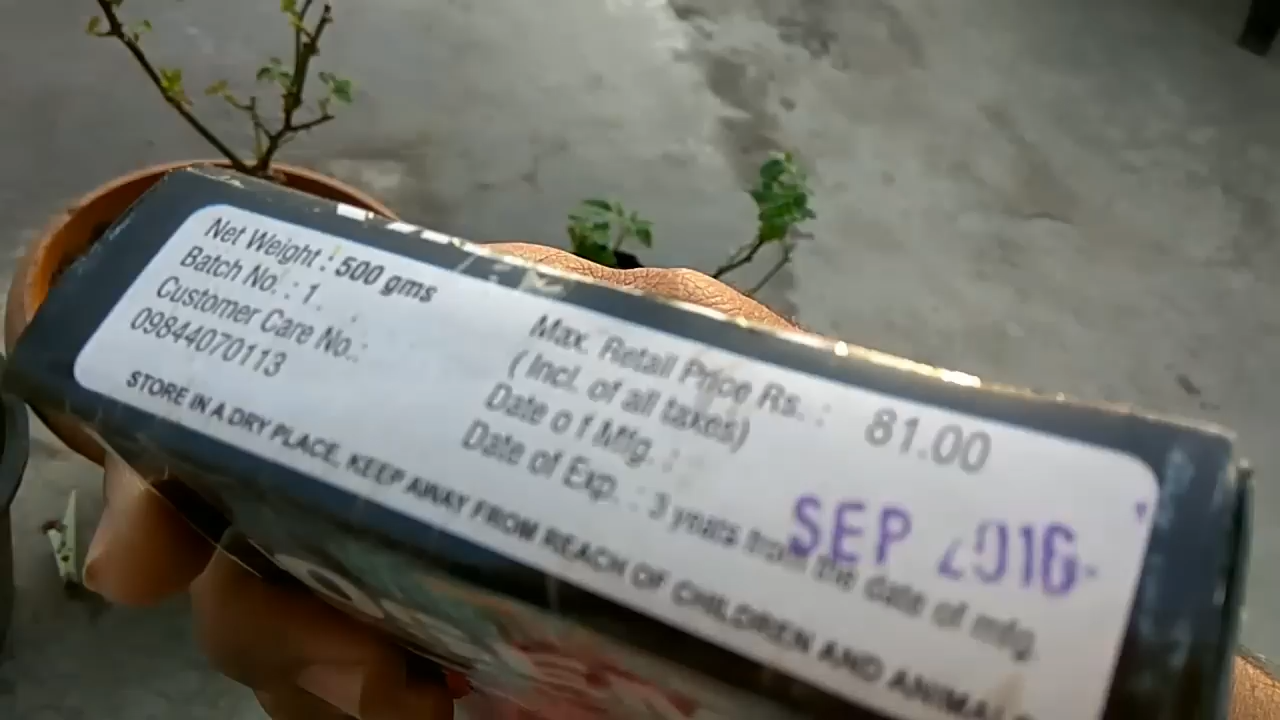 Net Weight : 500 gms
Batch No. : 1
Customer Care No.:
09844070113
Max. Retail Price Rs. : 81.00
( Incl. of all taxes)
Date o f Mfg. : SEP 2016
Date of Exp. : 3 years from the date of mfg.
STORE IN A DRY PLACE, KEEP AWAY FROM REACH OF CHILDREN AND